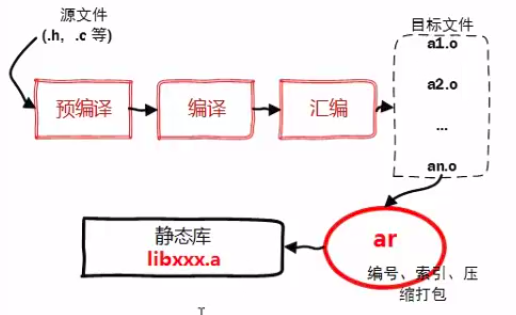 源文件
(.h, .c 等)
预编译
编译
汇编
目标文件
a1.o
a2.o
...
an.o
ar
编号、索引、压
缩打包
静态库
libxxx.a